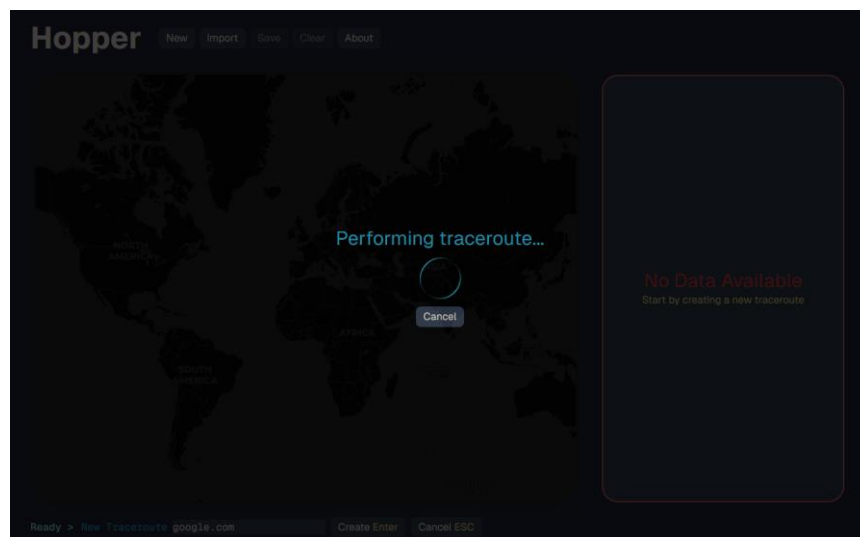 Hopper New Import Save Clear About
Performing traceroute...
NORTH
AMERICA
No Data Available
Start by creating a new traceroute
Cancel
AFRICA
SOUTH
AMERICA
Ready > New Traceroute google.com Create Enter Cancel ESC